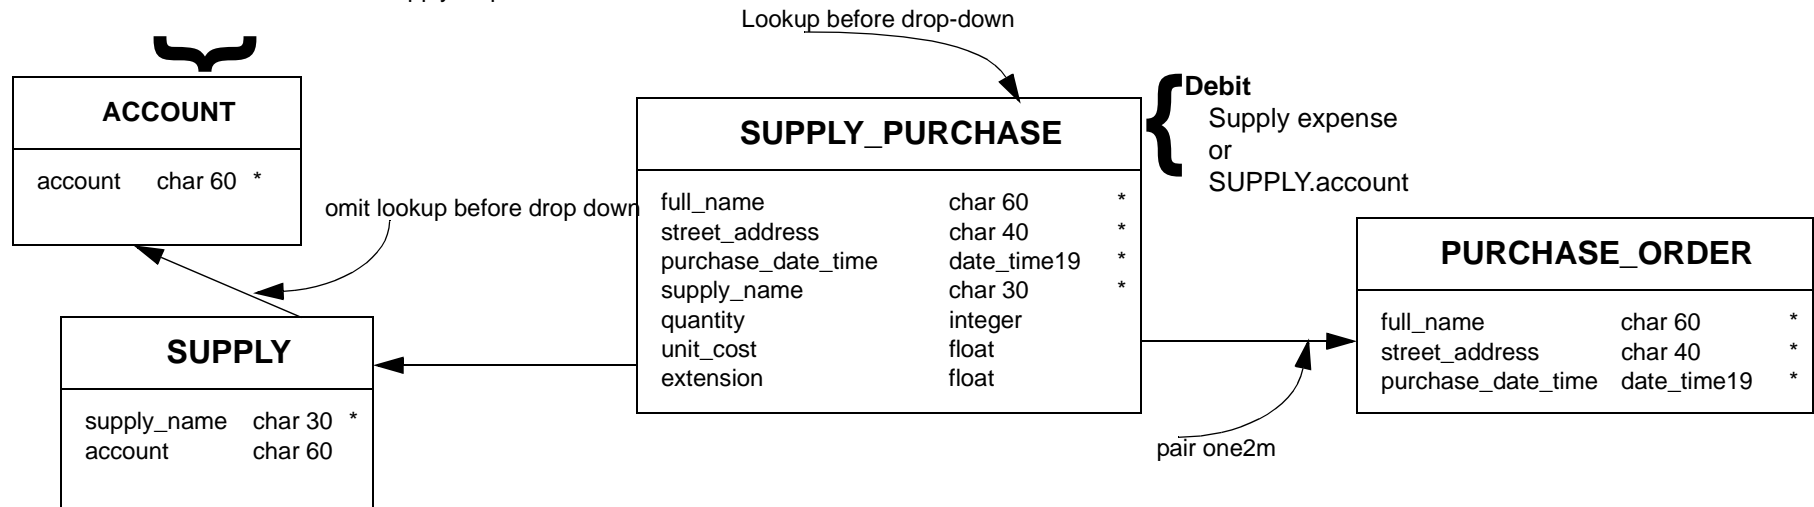 Lookup before drop-down
ACCOUNT
account char 60 *
omit lookup before drop down
SUPPLY
supply_name char 30 *
account char 60
SUPPLY_PURCHASE
full_name char 60 *
street_address char 40 *
purchase_date_time date_time19 *
supply_name char 30 *
quantity integer
unit_cost float
extension float
{
Debit
Supply expense
or
SUPPLY.account
PURCHASE_ORDER
full_name char 60 *
street_address char 40 *
purchase_date_time date_time19 *
pair one2m